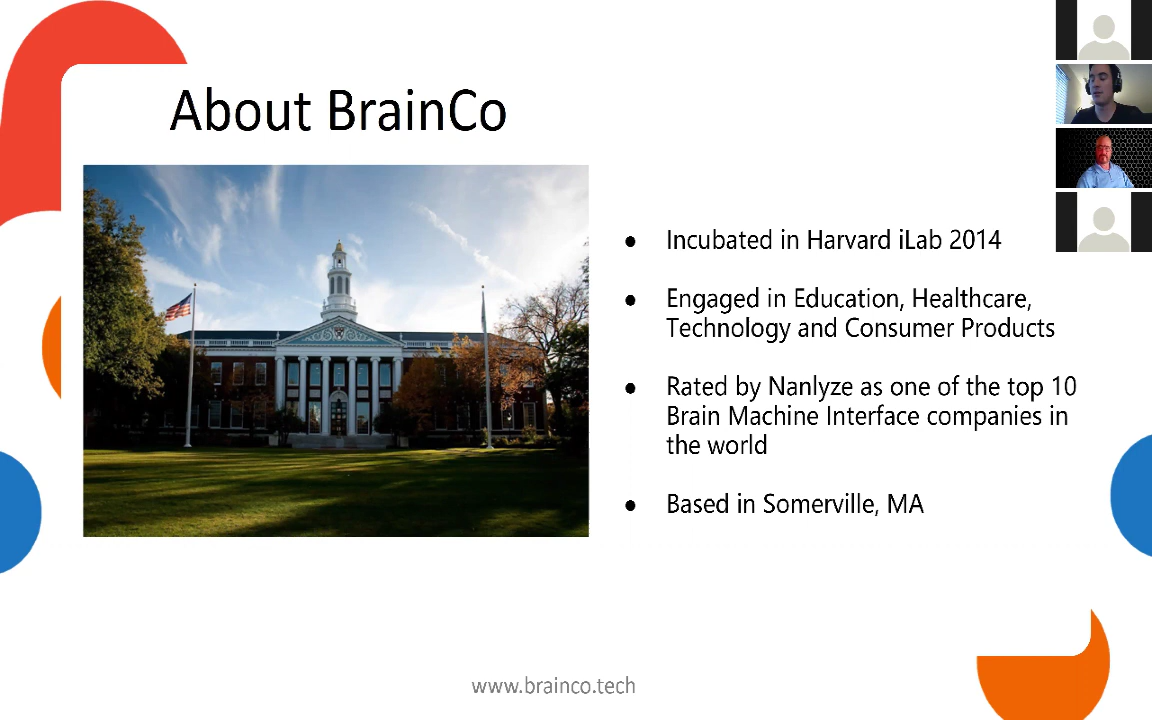 About BrainCo
● Incubated in Harvard iLab 2014
● Engaged in Education, Healthcare,
Technology and Consumer Products
● Rated by Nanlyze as one of the top 10
Brain Machine Interface companies in
the world
● Based in Somerville, MA
www.brainco.tech